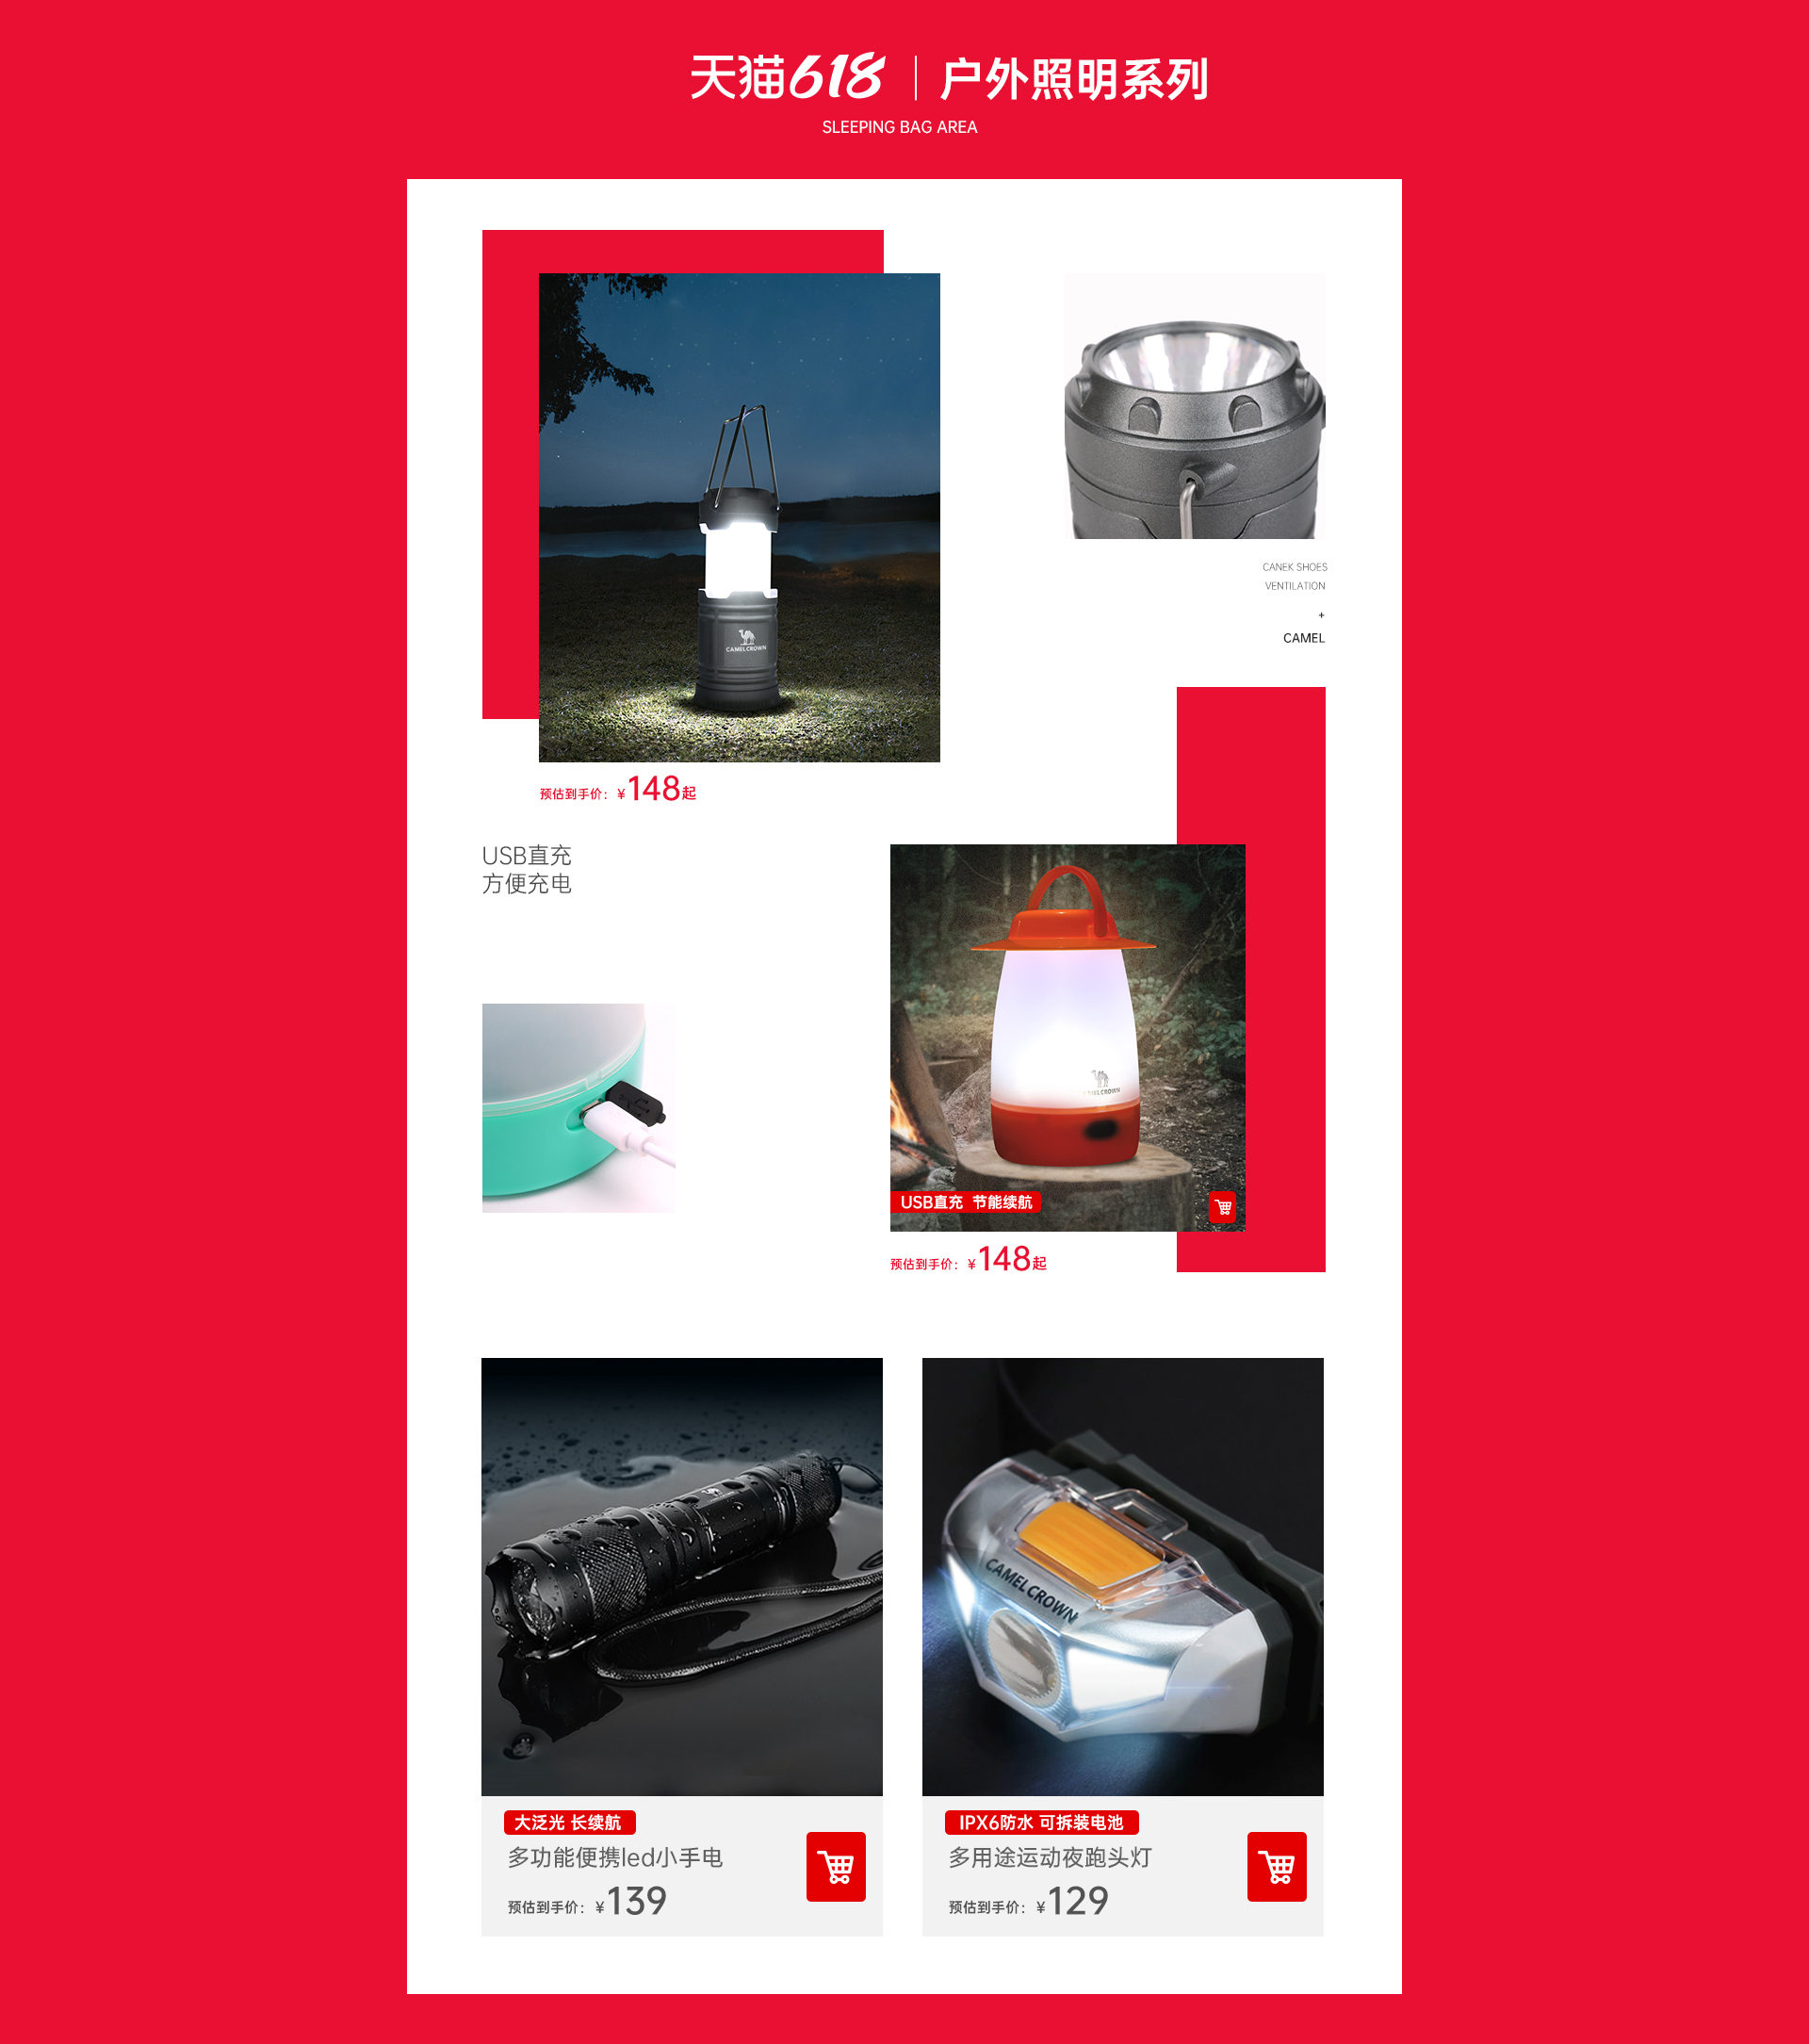 天猫618 | 户外照明系列
SLEEPING BAG AREA
CANEK SHOES
VENTILATION
+
CAMEL
CAMELCROWN
预估到手价：¥148起
USB直充
方便充电
CAMELCROWN
USB直充 节能续航
预估到手价：¥148起
CAMELCROWN
大泛光 长续航
多功能便携led小手电
预估到手价：¥139
IPX6防水 可拆装电池
多用途运动夜跑头灯
预估到手价：¥129